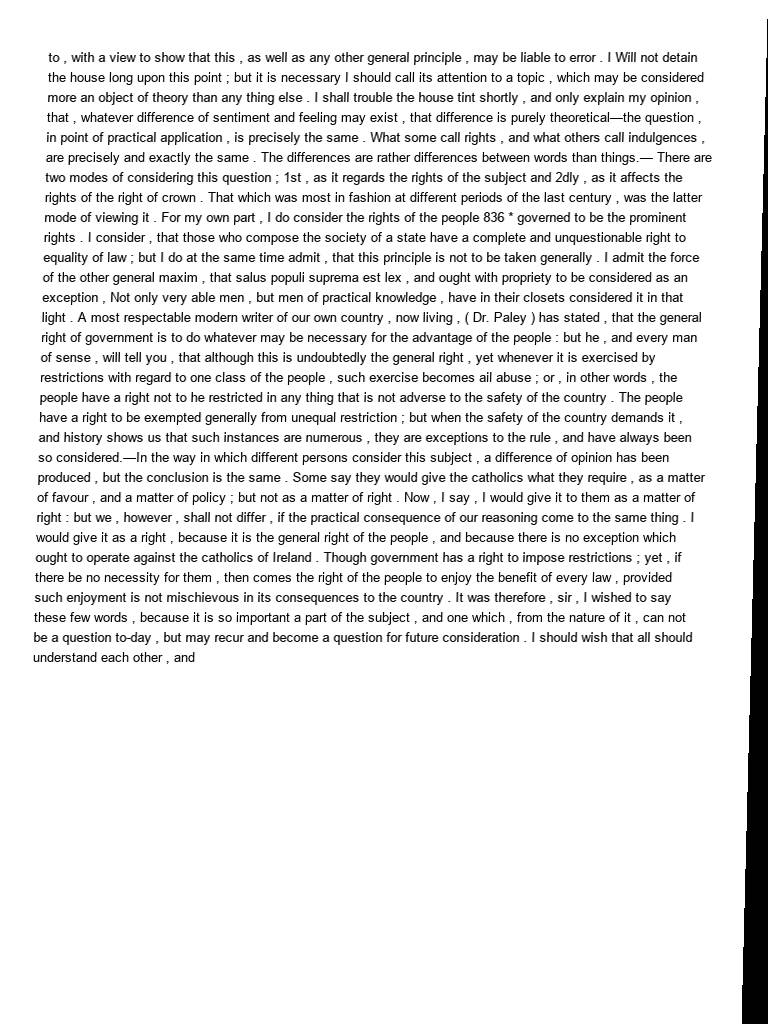 to , with a view to show that this , as well as any other general principle , may be liable to error . I Will not detain
the house long upon this point ; but it is necessary I should call its attention to a topic , which may be considered
more an object of theory than any thing else . I shall trouble the house tint shortly , and only explain my opinion ,
that , whatever difference of sentiment and feeling may exist , that difference is purely theoretical—the question ,
in point of practical application , is precisely the same . What some call rights , and what others call indulgences ,
are precisely and exactly the same . The differences are rather differences between words than things.— There are
two modes of considering this question ; 1st , as it regards the rights of the subject and 2dly , as it affects the
rights of the right of crown . That which was most in fashion at different periods of the last century , was the latter
mode of viewing it . For my own part , I do consider the rights of the people 836 * governed to be the prominent
rights . I consider , that those who compose the society of a state have a complete and unquestionable right to
equality of law ; but I do at the same time admit , that this principle is not to be taken generally . I admit the force
of the other general maxim , that salus populi suprema est lex , and ought with propriety to be considered as an
exception , Not only very able men , but men of practical knowledge , have in their closets considered it in that
light . A most respectable modern writer of our own country , now living , ( Dr. Paley ) has stated , that the general
right of government is to do whatever may be necessary for the advantage of the people : but he , and every man
of sense , will tell you , that although this is undoubtedly the general right , yet whenever it is exercised by
restrictions with regard to one class of the people , such exercise becomes ail abuse ; or , in other words , the
people have a right not to he restricted in any thing that is not adverse to the safety of the country . The people
have a right to be exempted generally from unequal restriction ; but when the safety of the country demands it ,
and history shows us that such instances are numerous , they are exceptions to the rule , and have always been
so considered.—In the way in which different persons consider this subject , a difference of opinion has been
produced , but the conclusion is the same . Some say they would give the catholics what they require , as a matter
of favour , and a matter of policy ; but not as a matter of right . Now , I say , I would give it to them as a matter of
right : but we , however , shall not differ , if the practical consequence of our reasoning come to the same thing . I
would give it as a right , because it is the general right of the people , and because there is no exception which
ought to operate against the catholics of Ireland . Though government has a right to impose restrictions ; yet , if
there be no necessity for them , then comes the right of the people to enjoy the benefit of every law , provided
such enjoyment is not mischievous in its consequences to the country . It was therefore , sir , I wished to say
these few words , because it is so important a part of the subject , and one which , from the nature of it , can not
be a question to-day , but may recur and become a question for future consideration . I should wish that all should
understand each other , and